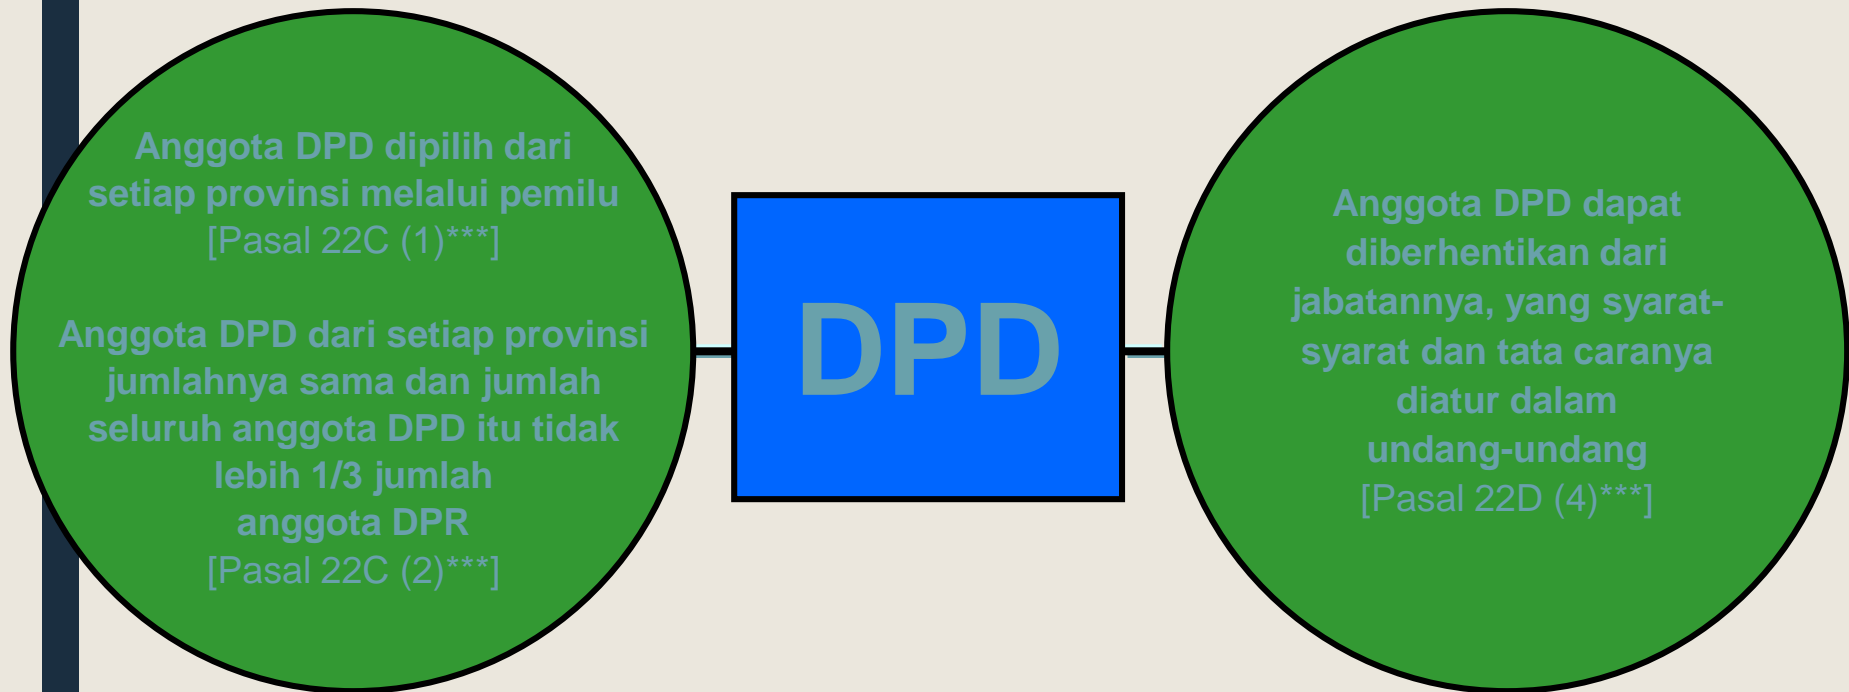 Anggota DPD dipilih dari
setiap provinsi melalui pemilu
[Pasal 22C (1)***]
Anggota DPD dari setiap provinsi
jumlahnya sama dan jumlah
seluruh anggota DPD itu tidak
lebih 1/3 jumlah
anggota DPR
[Pasal 22C (2)***]
DPD
Anggota DPD dapat
diberhentikan dari
jabatannya, yang syarat-
syarat dan tata caranya
diatur dalam
undang-undang
[Pasal 22D (4)***]